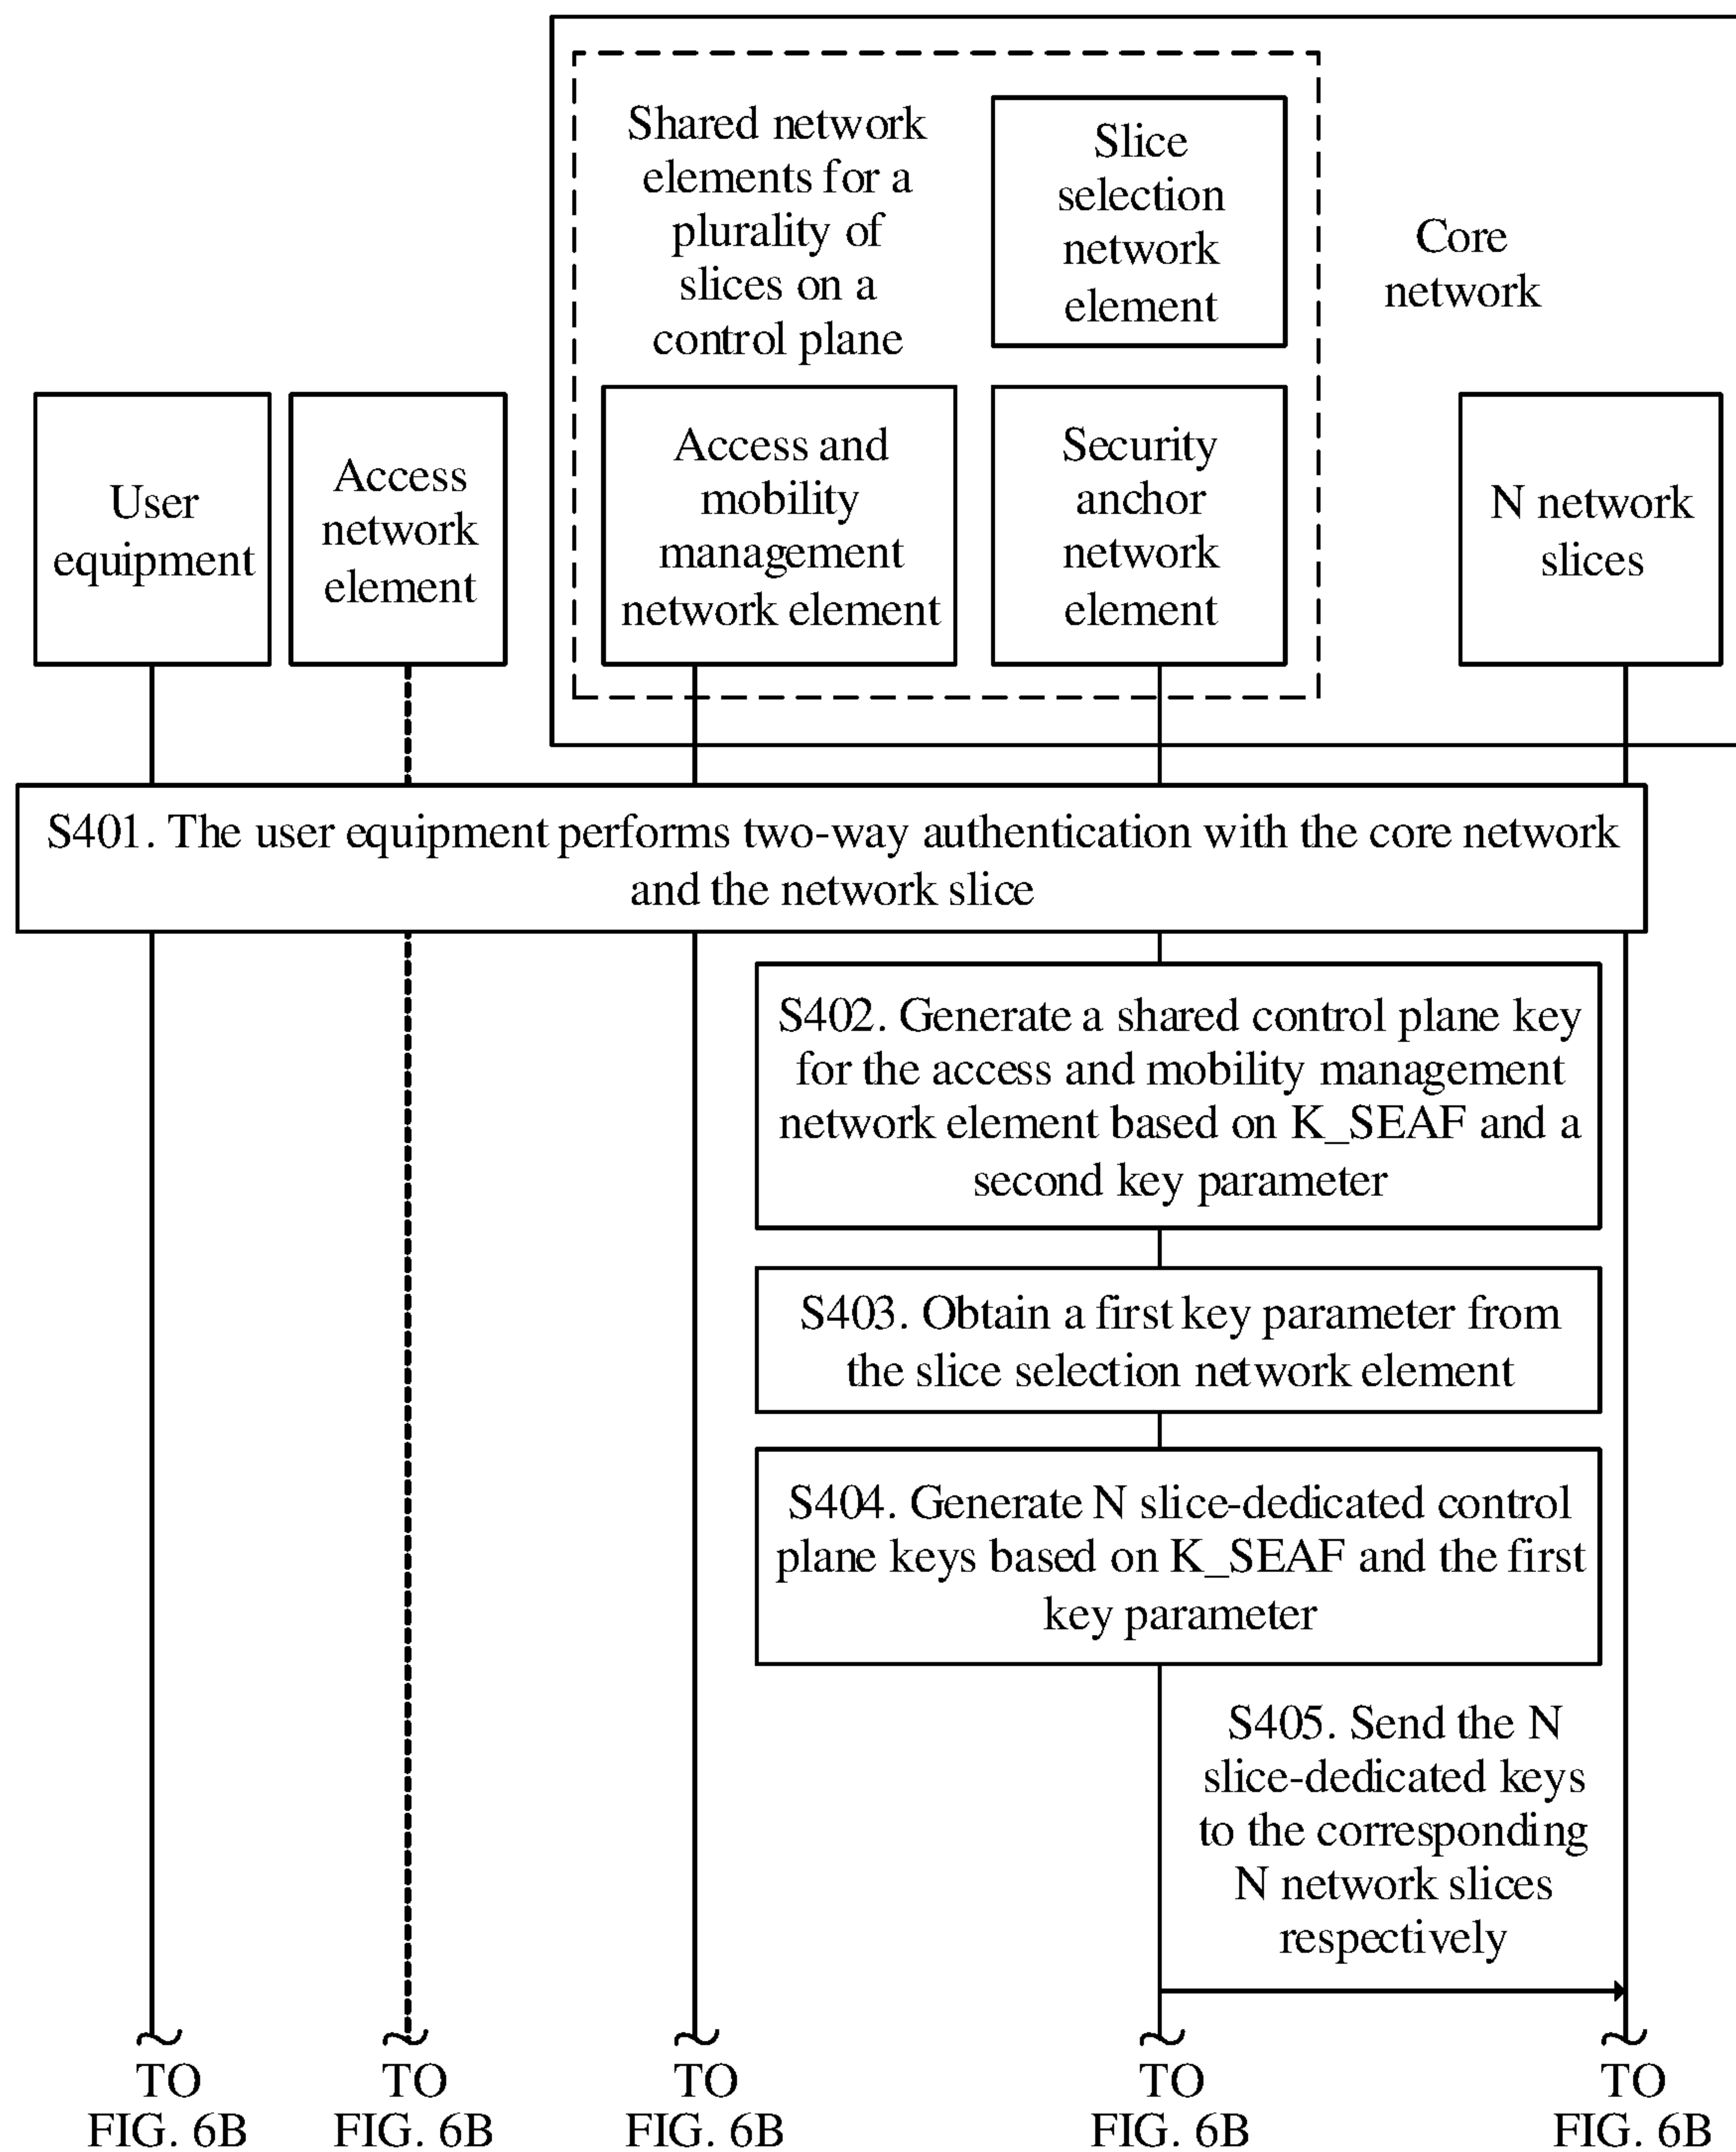 Shared network
elements for a
plurality of
slices on a
control plane
Slice
selection
network
element
Core
network
User
equipment
Access
network
element
Access and
mobility
management
network element
Security
anchor
network
element
N network
slices
S401. The user equipment performs two-way authentication with the core network
and the network slice
S402. Generate a shared control plane key
for the access and mobility management
network element based on K_SEAF and a
second key parameter
S403. Obtain a first key parameter from
the slice selection network element
S404. Generate N slice-dedicated control
plane keys based on K_SEAF and the first
key parameter
S405. Send the N
slice-dedicated keys
to the corresponding
N network slices
respectively
TO
FIG. 6B
TO
FIG. 6B
TO
FIG. 6B
TO
FIG. 6B
TO
FIG. 6B